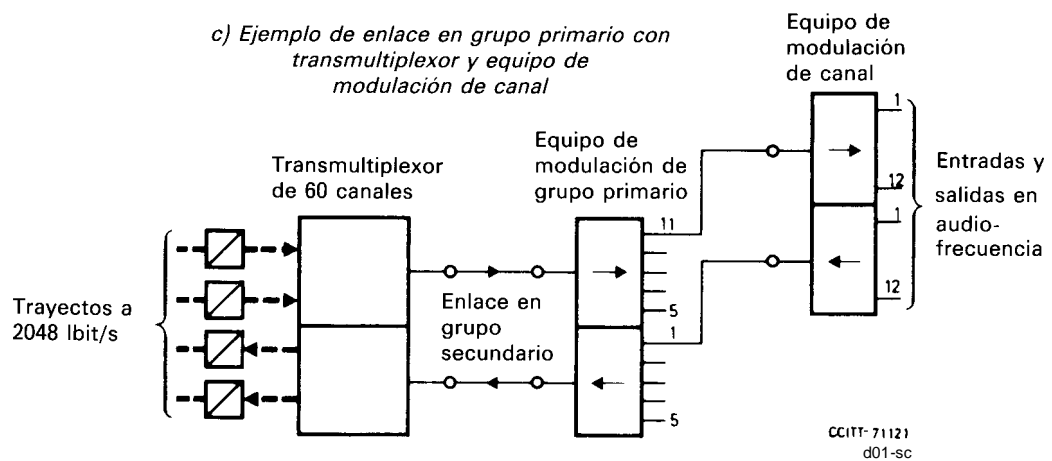 c) Ejemplo de enlace en grupo primario con
transmultiplexor y equipo de
modulación de canal
Equipo de
modulación
de canal
Transmultiplexor
de 60 canales
Equipo de
modulación de
grupo primario
1
12
1
12
Entradas y
salidas en
audio-
frecuencia
11
5
1
5
Enlace en
grupo
secundario
Trayectos a
2048 lbit/s
CCITT-71121
d01-sc